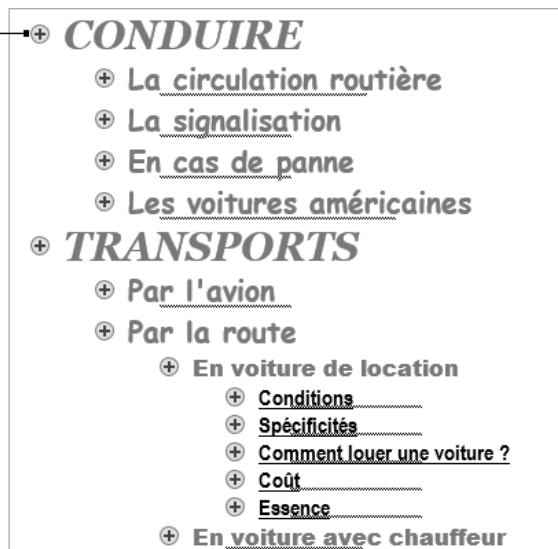 CONDUIRE
La circulation routière
La signalisation
En cas de panne
Les voitures américaines
TRANSPORTS
Par l'avion
Par la route
En voiture de location
Conditions
Spécificités
Comment louer une voiture ?
Coût
Essence
En voiture avec chauffeur